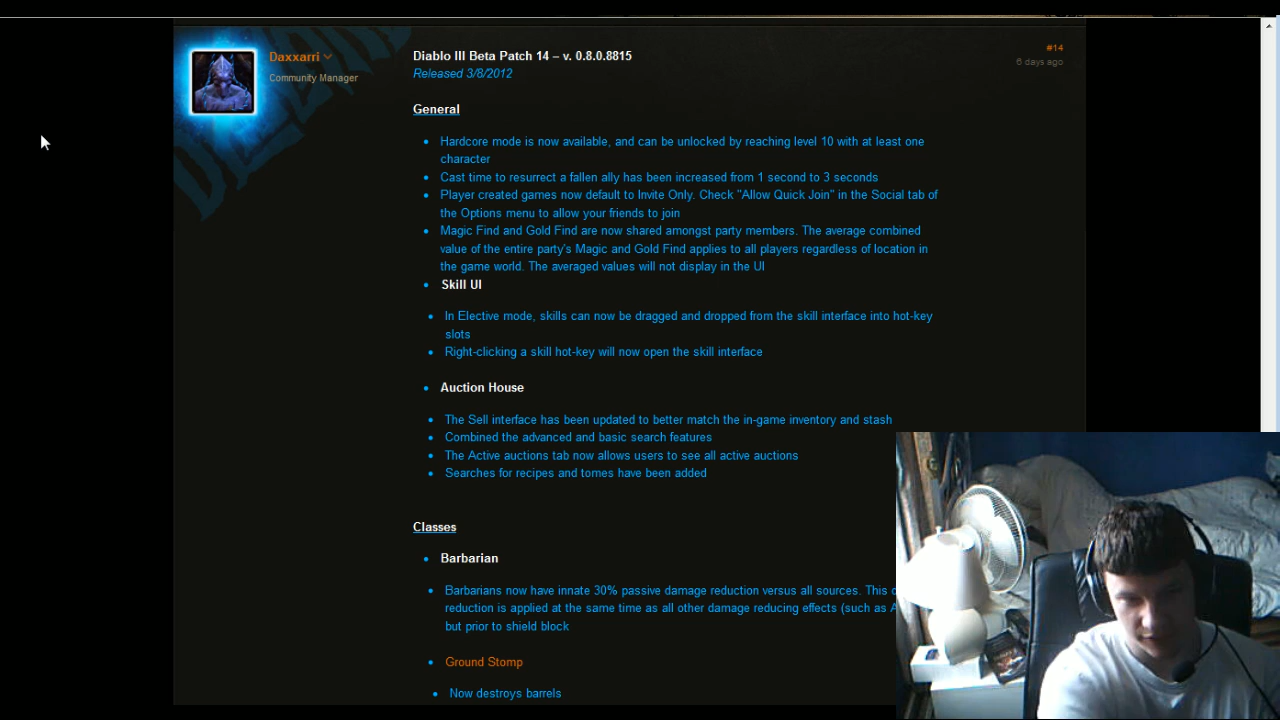 Daxxarri
Community Manager
#14
6 days ago
Diablo III Beta Patch 14 – v. 0.8.0.8815
Released 3/8/2012
General
Hardcore mode is now available, and can be unlocked by reaching level 10 with at least one
character
Cast time to resurrect a fallen ally has been increased from 1 second to 3 seconds
Player created games now default to Invite Only. Check "Allow Quick Join" in the Social tab of
the Options menu to allow your friends to join
Magic Find and Gold Find are now shared amongst party members. The average combined
value of the entire party's Magic and Gold Find applies to all players regardless of location in
the game world. The averaged values will not display in the UI
Skill UI
In Elective mode, skills can now be dragged and dropped from the skill interface into hot-key
slots
Right-clicking a skill hot-key will now open the skill interface
Auction House
The Sell interface has been updated to better match the in-game inventory and stash
Combined the advanced and basic search features
The Active auctions tab now allows users to see all active auctions
Searches for recipes and tomes have been added
Classes
Barbarian
Barbarians now have innate 30% passive damage reduction versus all sources. This
reduction is applied at the same time as all other damage reducing effects (such as
but prior to shield block
Ground Stomp
Now destroys barrels